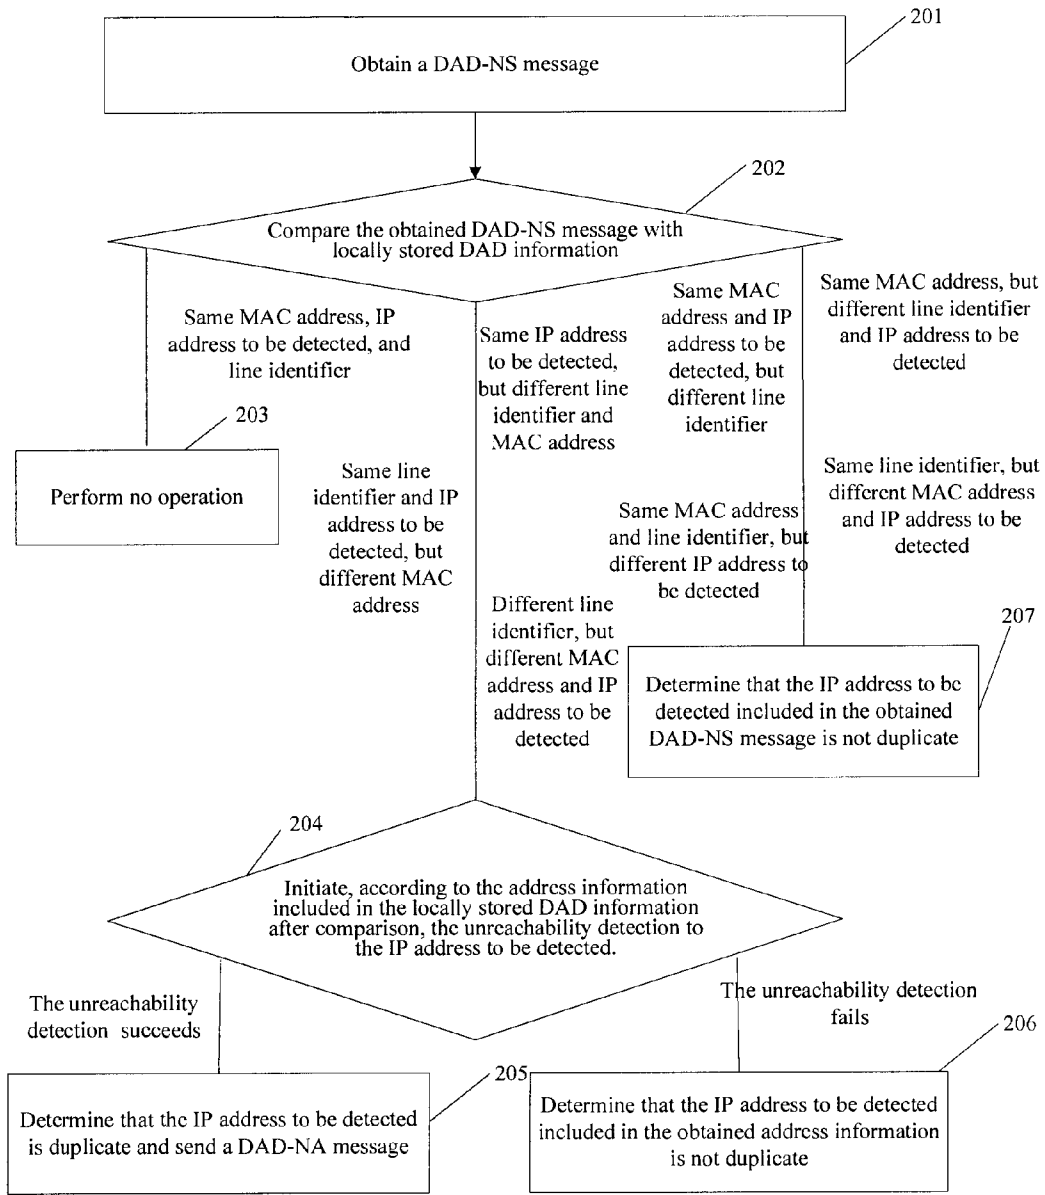 201
Obtain a DAD-NS message
202
Compare the obtained DAD-NS message with
locally stored DAD information
Same MAC address, IP
address to be detected, and
line identifier
Same IP address
to be detected,
but different line
identifier and
MAC address
Same MAC
address and IP
address to be
detected, but
different line
identifier
Same MAC address, but
different line identifier
and IP address to be
detected
203
Perform no operation
Same line
identifier and IP
address to be
detected, but
different MAC
address
Same MAC address
and line identifier, but
different IP address to
be detected
Same line identifier, but
different MAC address
and IP address to be
detected
Different line
identifier, but
different MAC
address and IP
address to be
detected
207
Determine that the IP address to be
detected included in the obtained
DAD-NS message is not duplicate
204
Initiate, according to the address information
included in the locally stored DAD information
after comparison, the unreachability detection to
the IP address to be detected.
The unreachability
detection succeeds
The unreachability detection
fails
205
Determine that the IP address to be detected
is duplicate and send a DAD-NA message
206
Determine that the IP address to be detected
included in the obtained address information
is not duplicate